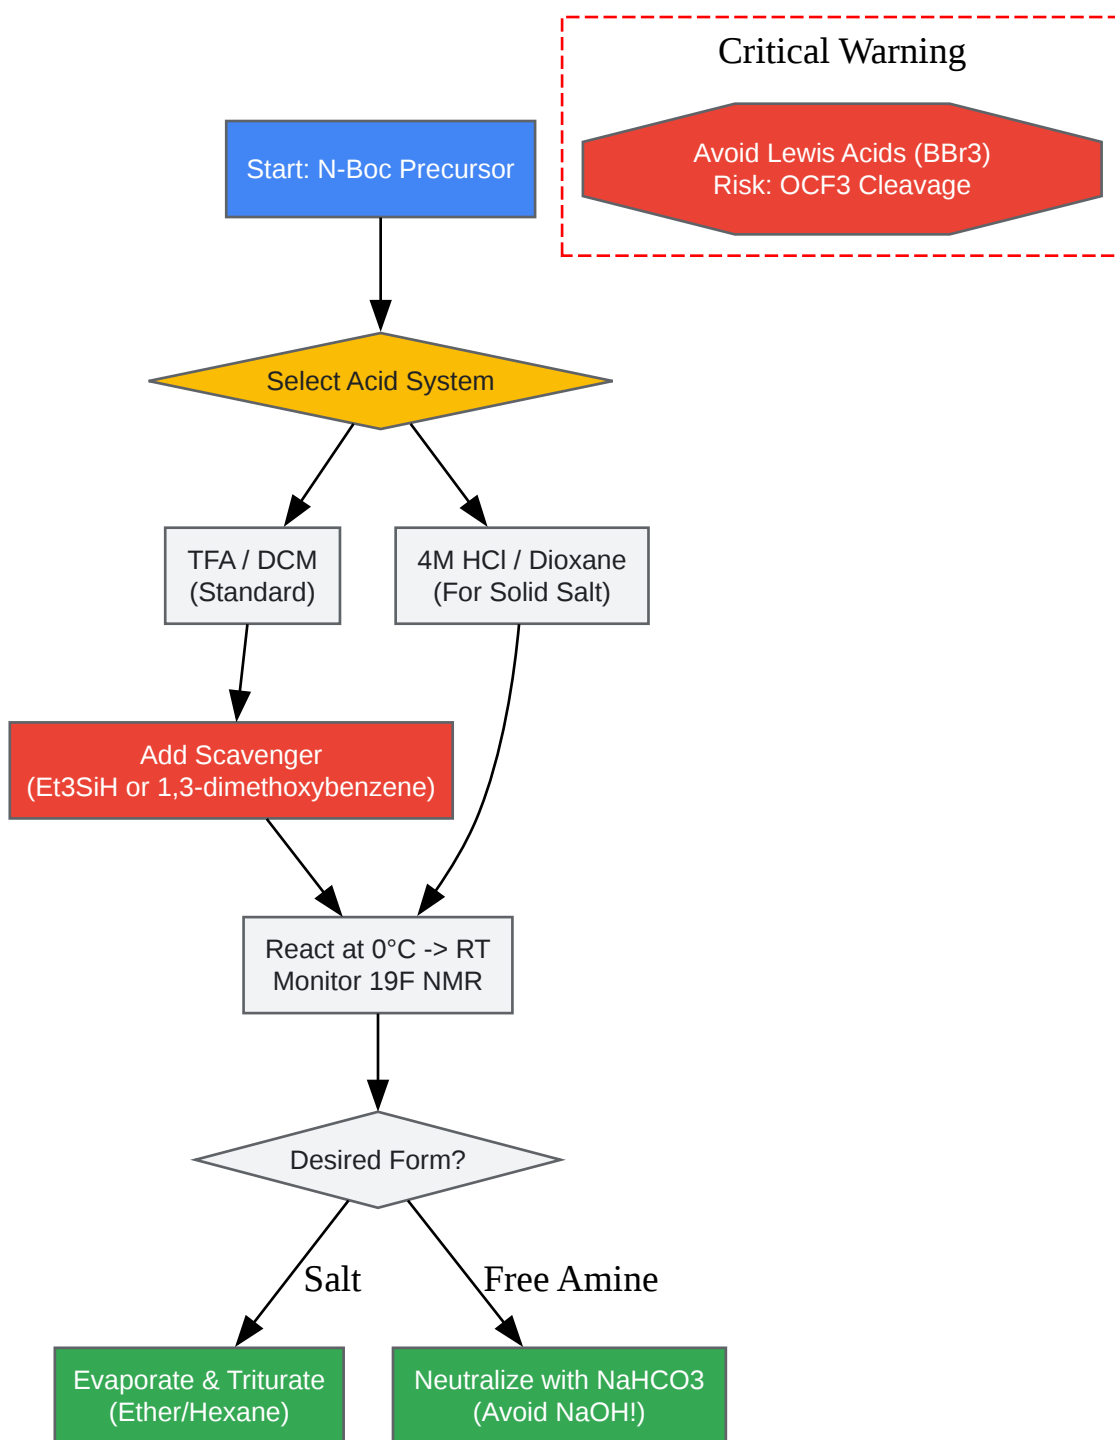 Critical Warning
Avoid Lewis Acids (BBr3)
Risk: OCF3 Cleavage
Start: N-Boc Precursor
Select Acid System
TFA / DCM
(Standard)
4M HCl / Dioxane
(For Solid Salt)
Add Scavenger
(Et3SiH or 1,3-dimethoxybenzene)
React at 0°C -> RT
Monitor 19F NMR
Desired Form?
Salt
Free Amine
Evaporate & Triturate
(Ether/Hexane)
Neutralize with NaHCO3
(Avoid NaOH!)